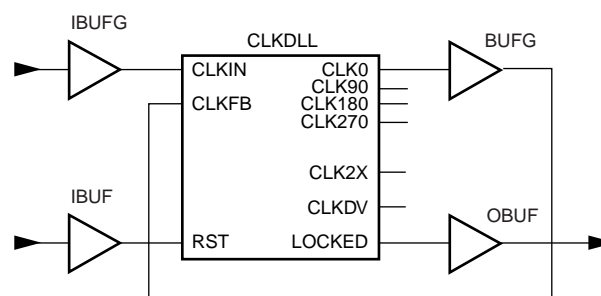 IBUFG
CLKDLL
BUFG
CLKIN
CLK0
CLK90
CLKFB
CLK180
CLK270
CLK2X
IBUF
CLKDV
OBUF
RST
LOCKED